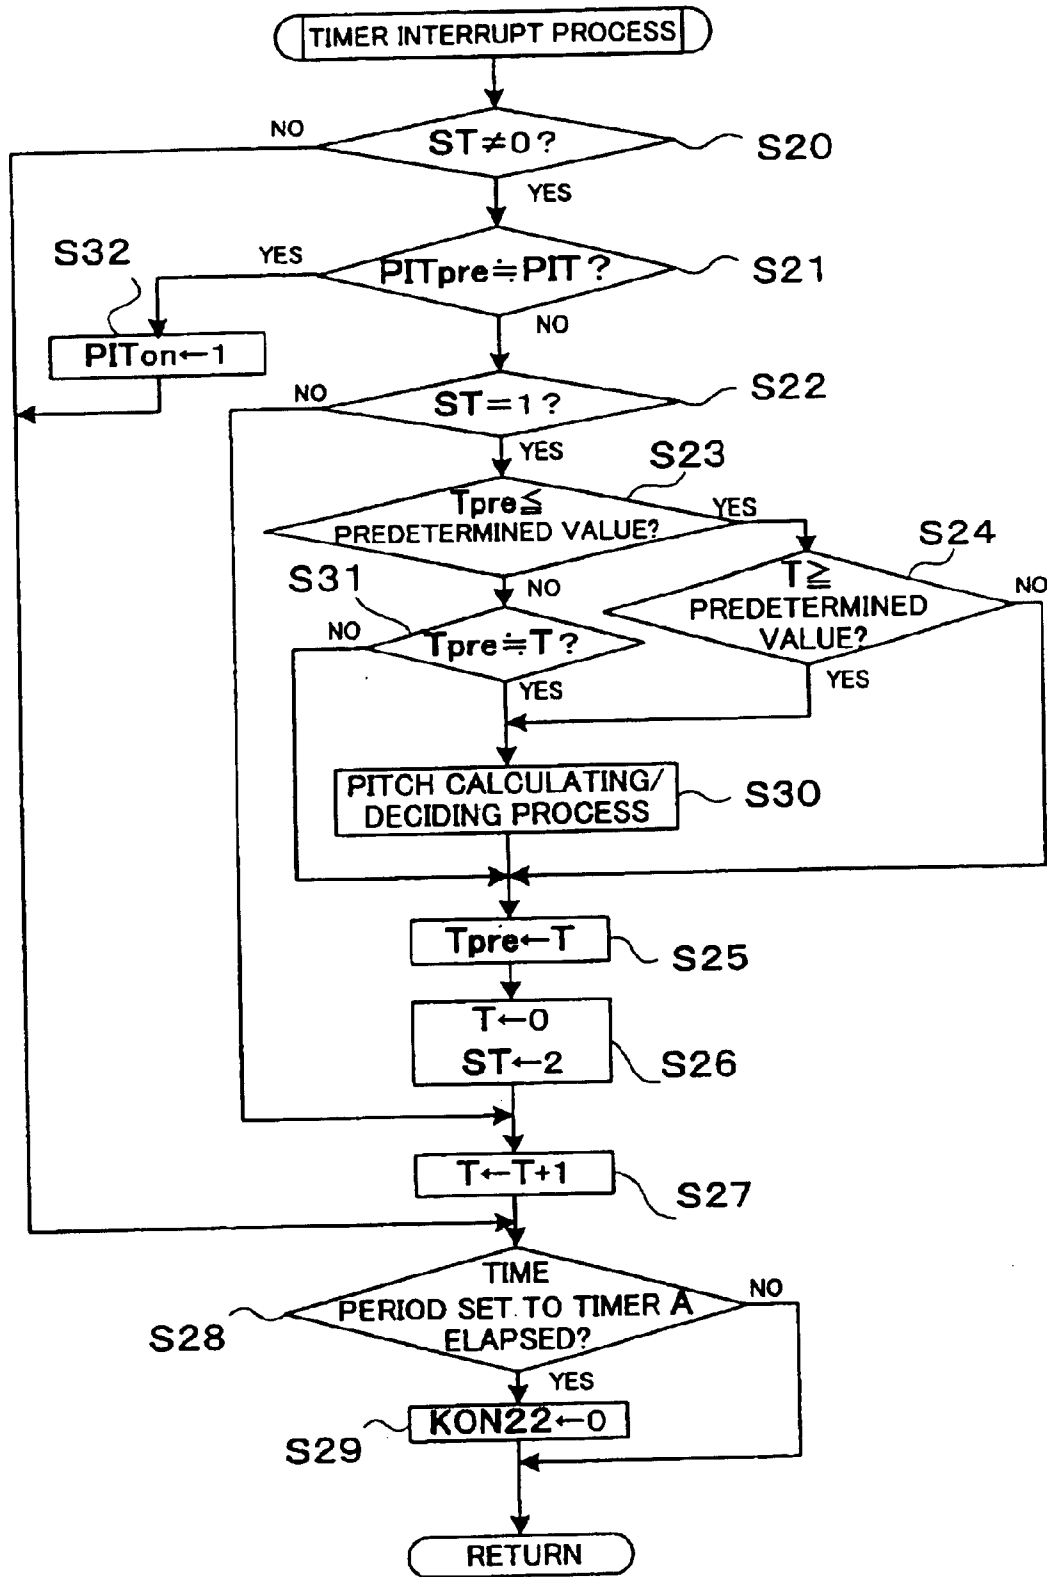 TIMER INTERRUPT PROCESS
NO
ST≠0?
S20
YES
S32
YES
PITpre≒PIT?
S21
NO
PITon←1
NO
ST=1?
S22
YES
S23
Tpre≦
PREDETERMINED VALUE?
YES
S24
S31
NO
T≧
PREDETERMINED
VALUE?
NO
NO
Tpre≒T?
YES
YES
PITCH CALCULATING/
DECIDING PROCESS
S30
Tpre←T
S25
T←0
ST←2
S26
T←T+1
S27
TIME
PERIOD SET TO TIMER A
ELAPSED?
NO
S28
YES
KON22←0
S29
RETURN